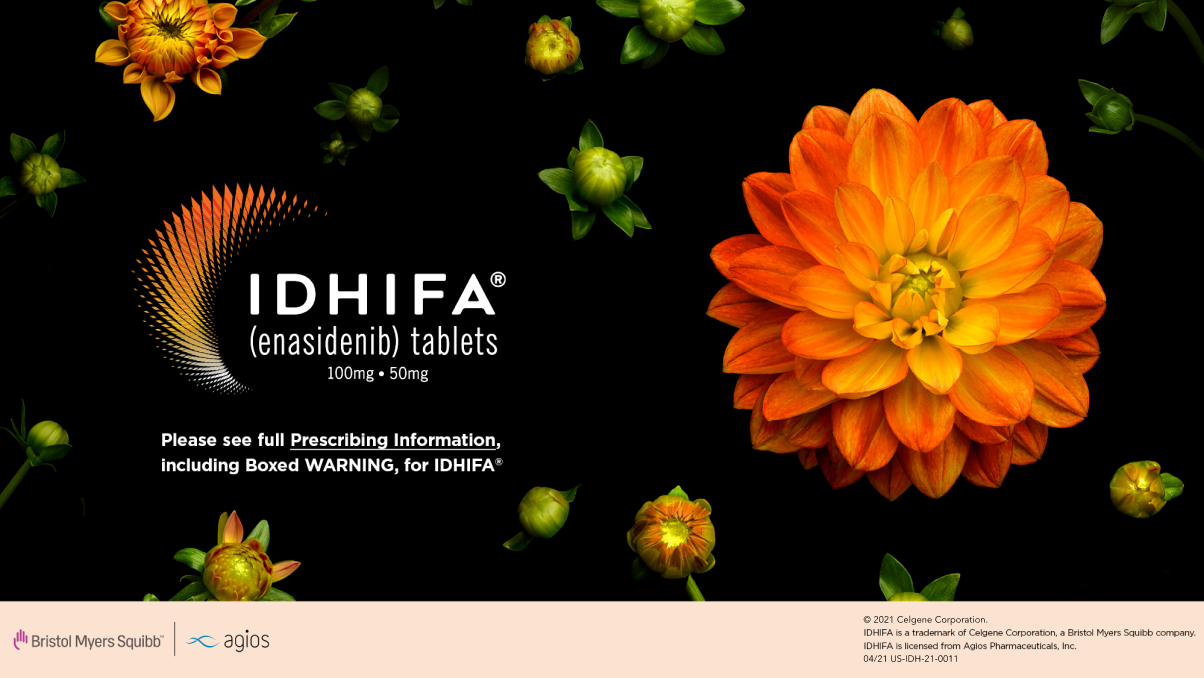 IDHIFA®
(enasidenib) tablets
100mg • 50mg
Please see full Prescribing Information,
including Boxed WARNING, for IDHIFA®
Bristol Myers Squibb™
agios
© 2021 Celgene Corporation.
IDHIFA is a trademark of Celgene Corporation, a Bristol Myers Squibb company.
IDHIFA is licensed from Agios Pharmaceuticals, Inc.
04/21 US-IDH-21-0011